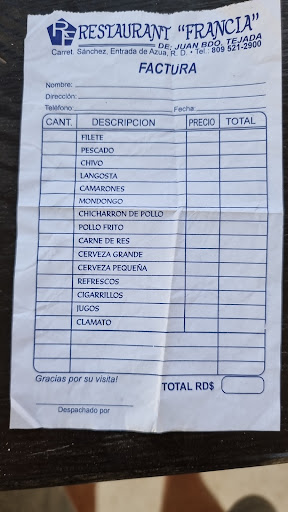 RF RESTAURANT "FRANCIA"
DE: JUAN BDO. TEJADA
Carret. Sánchez, Entrada de Azua, R. D. • Tel.: 809 521-2900
FACTURA
Nombre:
Dirección:
Teléfono: Fecha:
CANT. DESCRIPCION PRECIO TOTAL
FILETE
PESCADO
CHIVO
LANGOSTA
CAMARONES
MONDONGO
CHICHARRON DE POLLO
POLLO FRITO
CARNE DE RES
CERVEZA GRANDE
CERVEZA PEQUEÑA
REFRESCOS
CIGARRILLOS
JUGOS
CLAMATO
Gracias por su visita! TOTAL RD$
Despachado por